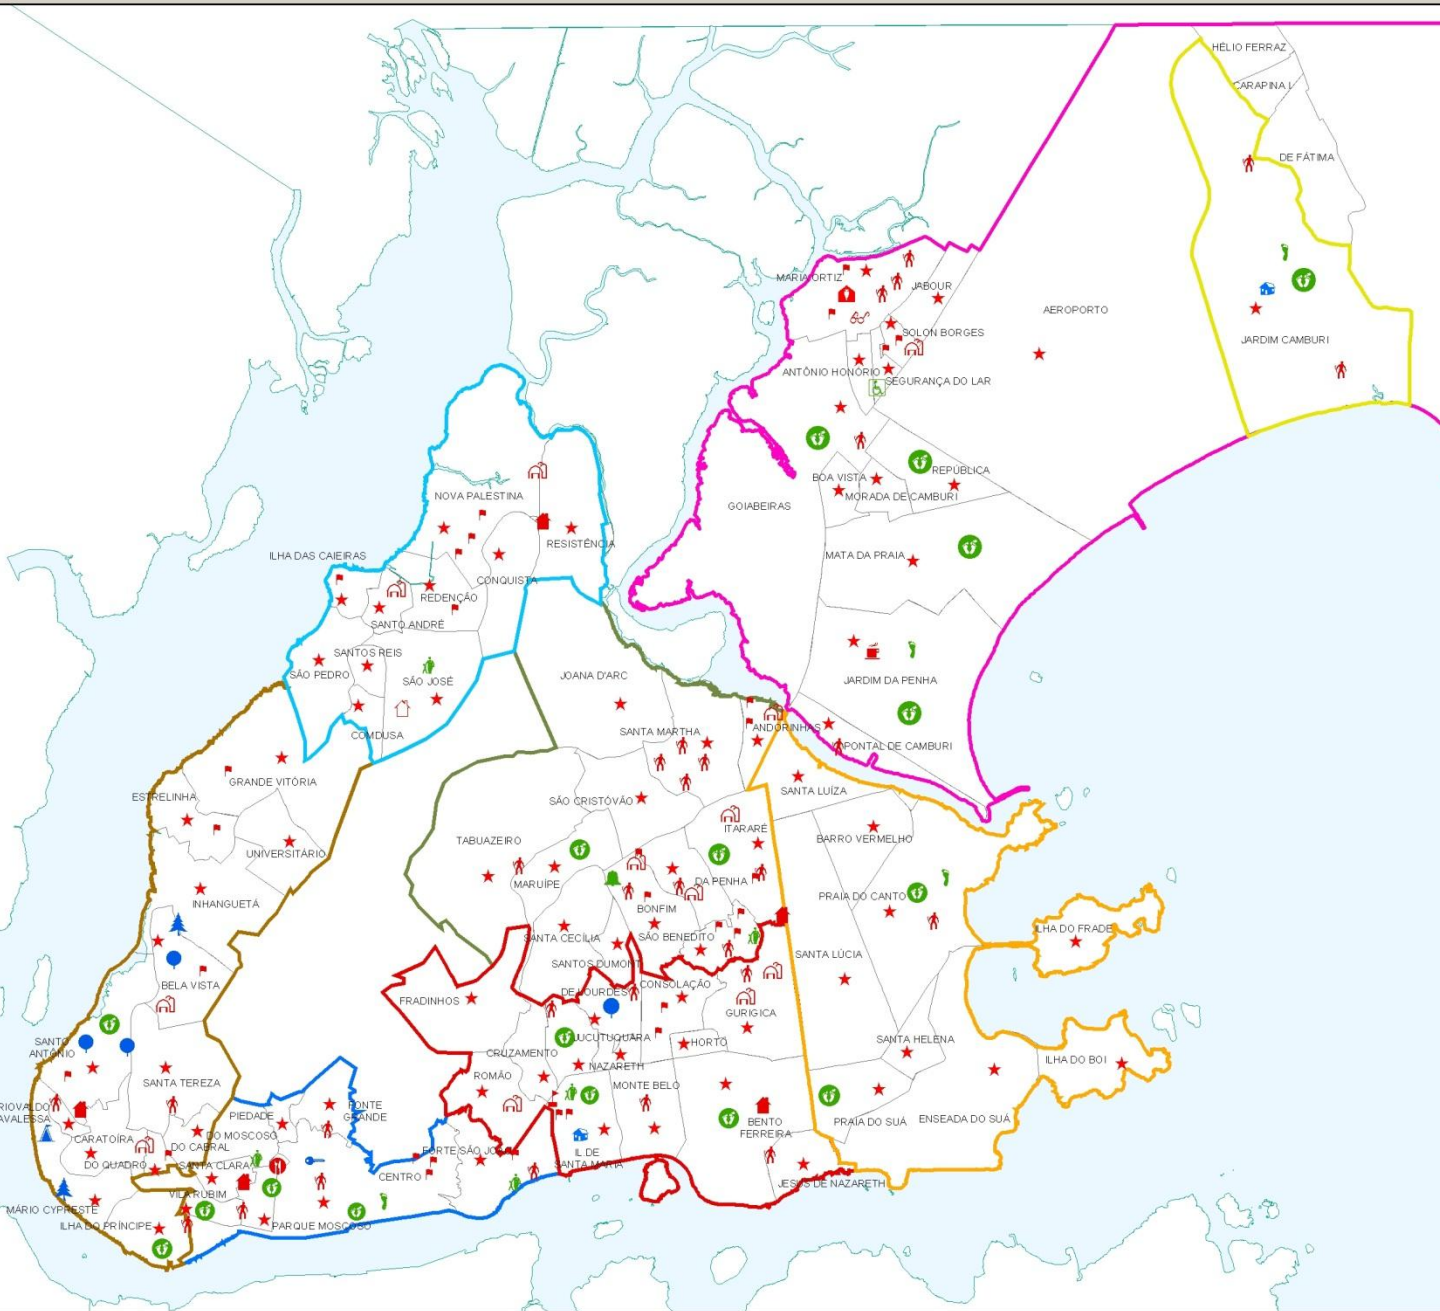 HÉLIO FERRAZ
CARAPINA I
DE FÁTIMA
MARIA ORTIZ
JABOUR
AEROPORTO
SOLON BORGES
JARDIM CAMBURI
ANTÔNIO HONÓRIO
SEGURANÇA DO LAR
REPÚBLICA
BOA VISTA
MORADA DE CAMBURI
NOVA PALESTINA
GOIABEIRAS
RESISTÊNCIA
ILHA DAS CAIEIRAS
MATA DA PRAIA
CONQUISTA
REDENÇÃO
SANTO ANDRÉ
SANTOS REIS
SÃO PEDRO
SÃO JOSÉ
JOANA D'ARC
JARDIM DA PENHA
COMDUSA
SANTA MARTHA
ANDORINHAS
PONTAL DE CAMBURI
GRANDE VITÓRIA
SANTA LUÍZA
ESTRELINHA
SÃO CRISTÓVÃO
ITARARÉ
BARRO VERMELHO
TABUAZEIRO
UNIVERSITÁRIO
MARUÍPE
DA PENHA
PRAIA DO CANTO
INHANGUETÁ
BONFIM
ILHA DO FRADE
SANTA CECÍLIA
SÃO BENEDITO
SANTA LÚCIA
SANTOS DUMONT
BELA VISTA
DE LOURDES
CONSOLAÇÃO
FRADINHOS
GURIGICA
SANTO
ANTÔNIO
JUCUTUQUARA
HORTO
SANTA HELENA
CRUZAMENTO
NAZARETH
ILHA DO BOI
SANTA TEREZA
ROMÃO
MONTE BELO
RIOVALDO
AVALESSA
PIEDADE
FONTE
GRANDE
BENTO
FERREIRA
PRAIA DO SUÁ
ENSEADA DO SUÁ
CARATOÍRA
DO MOSCOSO
DO CABRAL
FORTE SÃO JOÃO
IL DE
SANTA MARIA
DO QUADRO
SANTA CLARA
CENTRO
JESUS DE NAZARETH
VILA RUBIM
MÁRIO CYPRESTE
ILHA DO PRÍNCIPE
PARQUE MOSCOSO